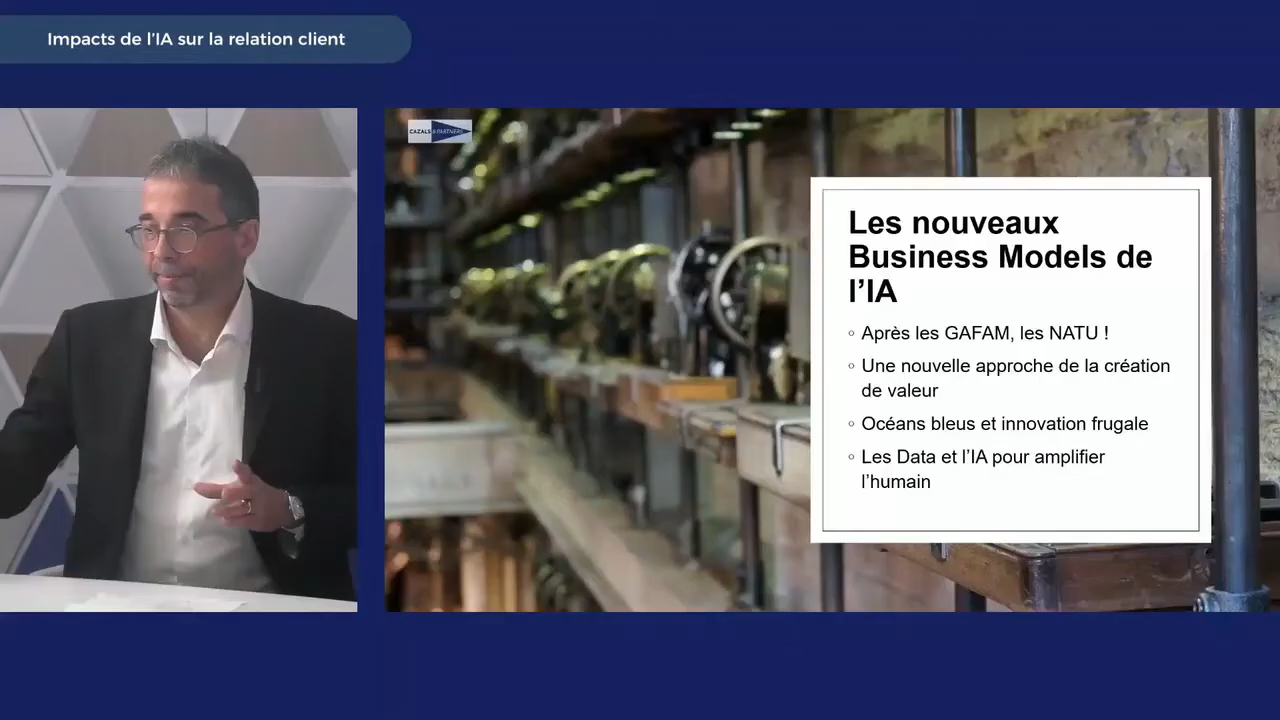 Impacts de l'IA sur la relation client
CAZALS & PARTNERS
Les nouveaux
Business Models de
l’IA
◦ Après les GAFAM, les NATU !
◦ Une nouvelle approche de la création
de valeur
◦ Océans bleus et innovation frugale
◦ Les Data et l’IA pour amplifier
l’humain